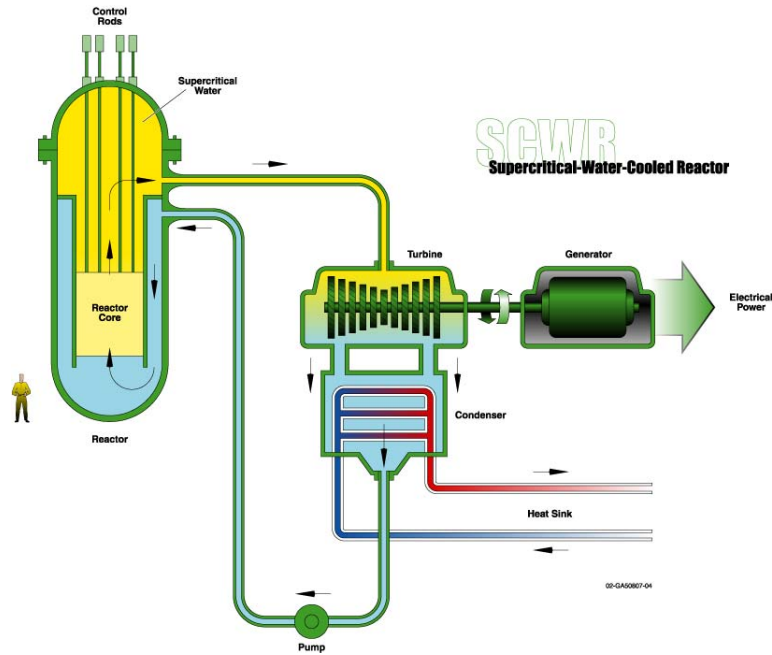 Control
Rods
Supercritical
Water
SCWR
Supercritical-Water-Cooled Reactor
Turbine
Generator
Electrical
Power
Reactor
Core
Condenser
Reactor
Heat Sink
02-GA50807-04
Pump